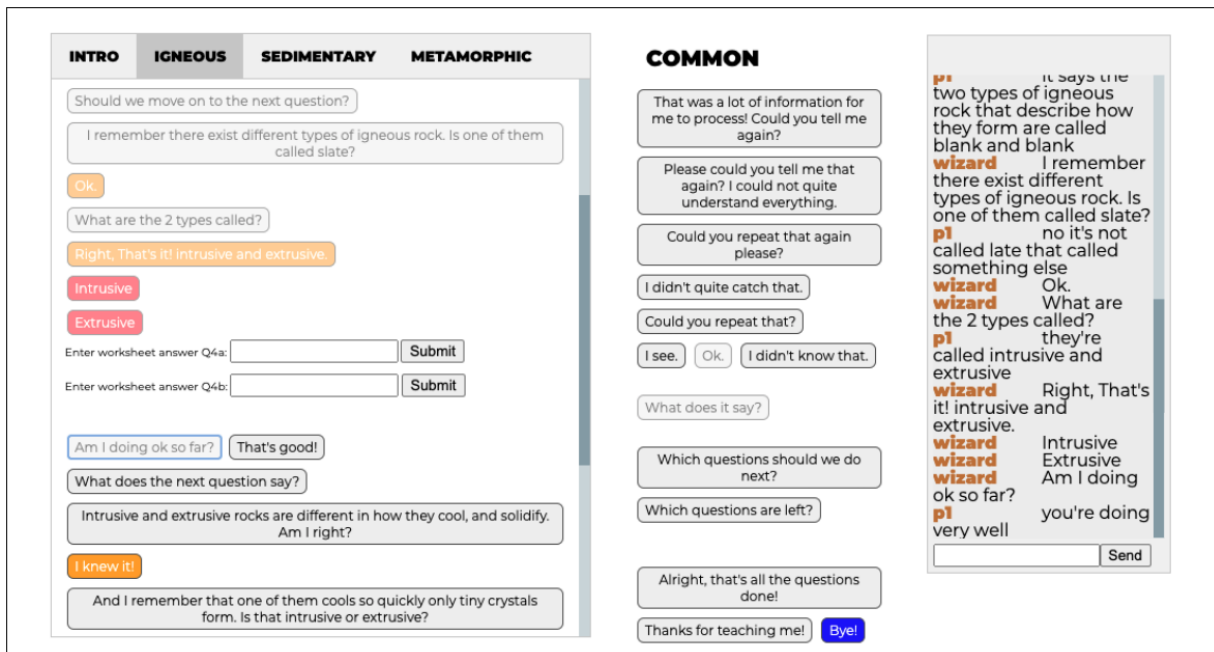 INTRO IGNEOUS SEDIMENTARY METAMORPHIC
Should we move on to the next question?
I remember there exist different types of igneous rock. Is one of them
called slate?
Ok.
What are the 2 types called?
Right, That's it! intrusive and extrusive.
Intrusive
Extrusive
Enter worksheet answer Q4a: Submit
Enter worksheet answer Q4b: Submit
Am I doing ok so far? That's good!
What does the next question say?
Intrusive and extrusive rocks are different in how they cool, and solidify.
Am I right?
I knew it!
And I remember that one of them cools so quickly only tiny crystals
form. Is that intrusive or extrusive?
COMMON
That was a lot of information for
me to process! Could you tell me
again?
Please could you tell me that
again? I could not quite
understand everything.
Could you repeat that again
please?
I didn't quite catch that.
Could you repeat that?
I see. Ok. I didn't know that.
What does it say?
Which questions should we do
next?
Which questions are left?
Alright, that's all the questions
done!
Thanks for teaching me! Bye!
p1 it says the
two types of igneous
rock that describe how
they form are called
blank and blank
wizard I remember
there exist different
types of igneous rock. Is
one of them called slate?
p1 no it's not
called late that called
something else
wizard Ok.
wizard What are
the 2 types called?
p1 they're
called intrusive and
extrusive
wizard Right, That's
it! intrusive and
extrusive.
wizard Intrusive
wizard Extrusive
wizard Am I doing
ok so far?
p1 you're doing
very well
Send